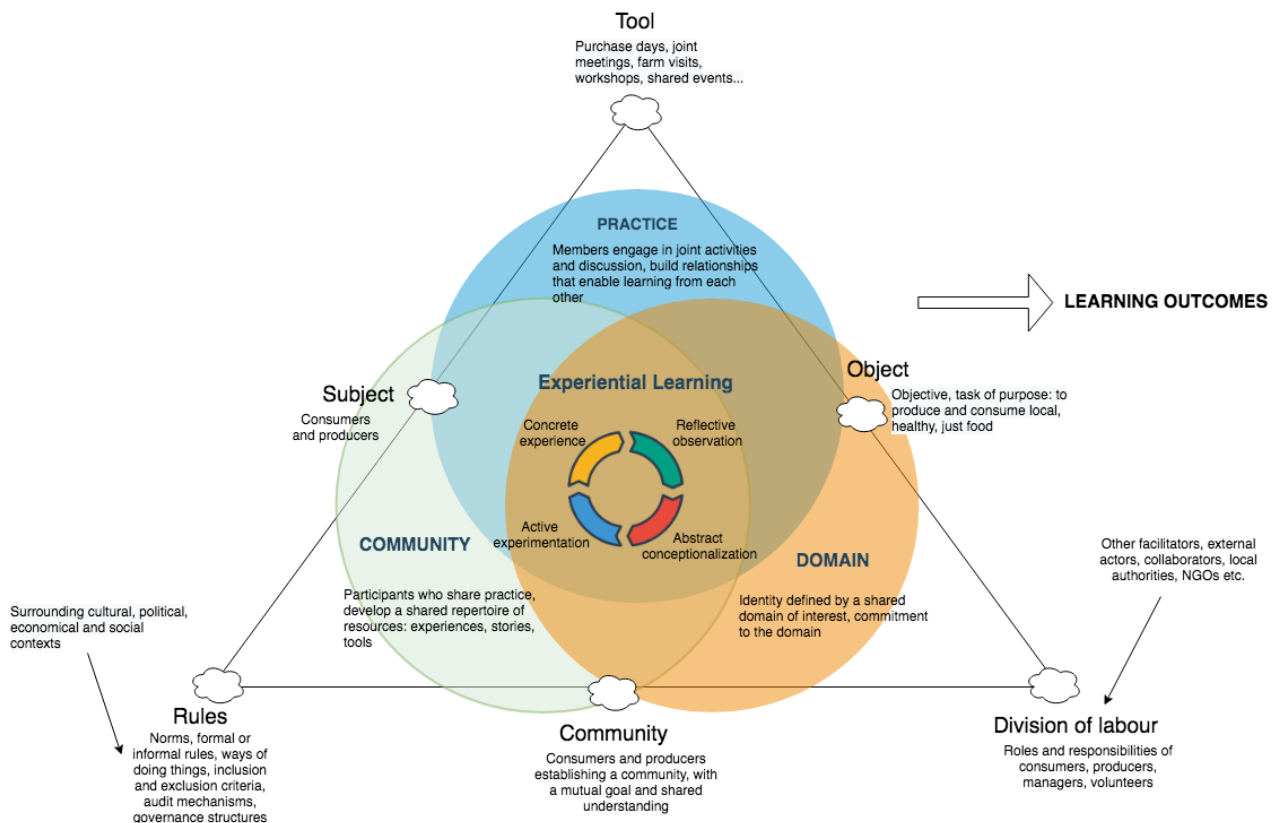 Tool
Purchase days, joint
meetings, farm visits,
workshops, shared events...
PRACTICE
Members engage in joint activities
and discussion, build relationships
that enable learning from each
other
LEARNING OUTCOMES
Experiential Learning
Concrete
experience
Reflective
observation
Active
experimentation
Abstract
conceptionalization
Subject
Consumers
and producers
Object
Objective, task of purpose: to
produce and consume local,
healthy, just food
COMMUNITY
Participants who share practice,
develop a shared repertoire of
resources: experiences, stories,
tools
DOMAIN
Identity defined by a shared
domain of interest, commitment
to the domain
Other facilitators, external
actors, collaborators, local
authorities, NGOs etc.
Surrounding cultural, political,
economical and social
contexts
Rules
Norms, formal or
informal rules, ways of
doing things, inclusion
and exclusion criteria,
audit mechanisms,
governance structures
Community
Consumers and producers
establishing a community, with
a mutual goal and shared
understanding
Division of labour
Roles and responsibilities of
consumers, producers,
managers, volunteers